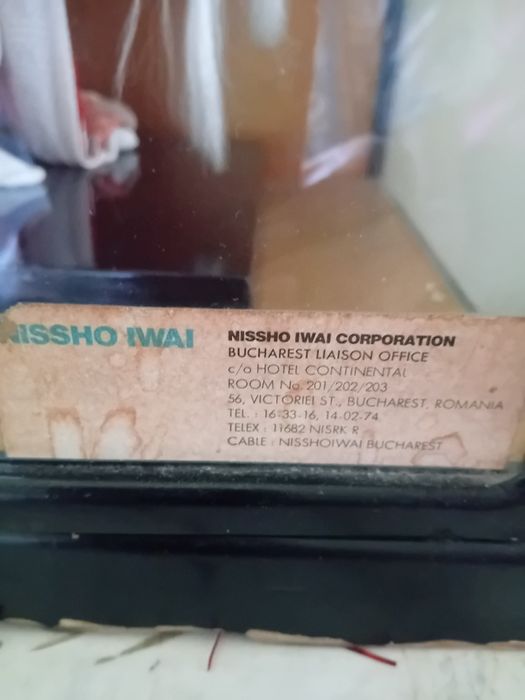 NISSHO IWAI
NISSHO IWAI CORPORATION
BUCHAREST LIAISON OFFICE
c/o HOTEL CONTINENTAL
ROOM No. 201/202/203
56, VICTORIEI ST., BUCHAREST, ROMANIA
TEL. : 16-33-16, 14-02-74
TELEX : 11682 NISRK R
CABLE : NISSHOIWAI BUCHAREST